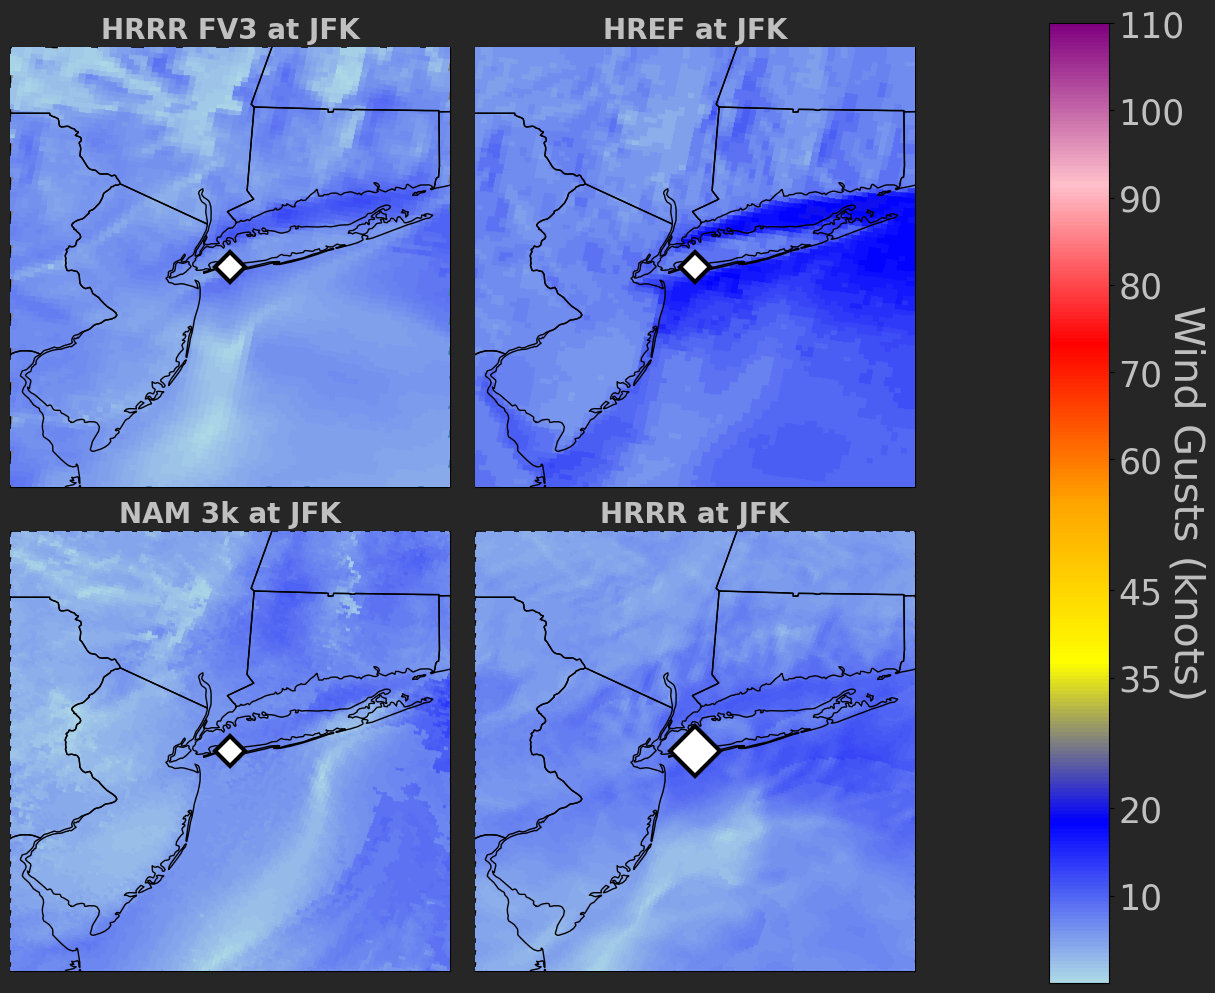 HRRR FV3 at JFK
HREF at JFK
NAM 3k at JFK
HRRR at JFK
110
100
90
80
70
60
45
35
20
10
Wind Gusts (knots)